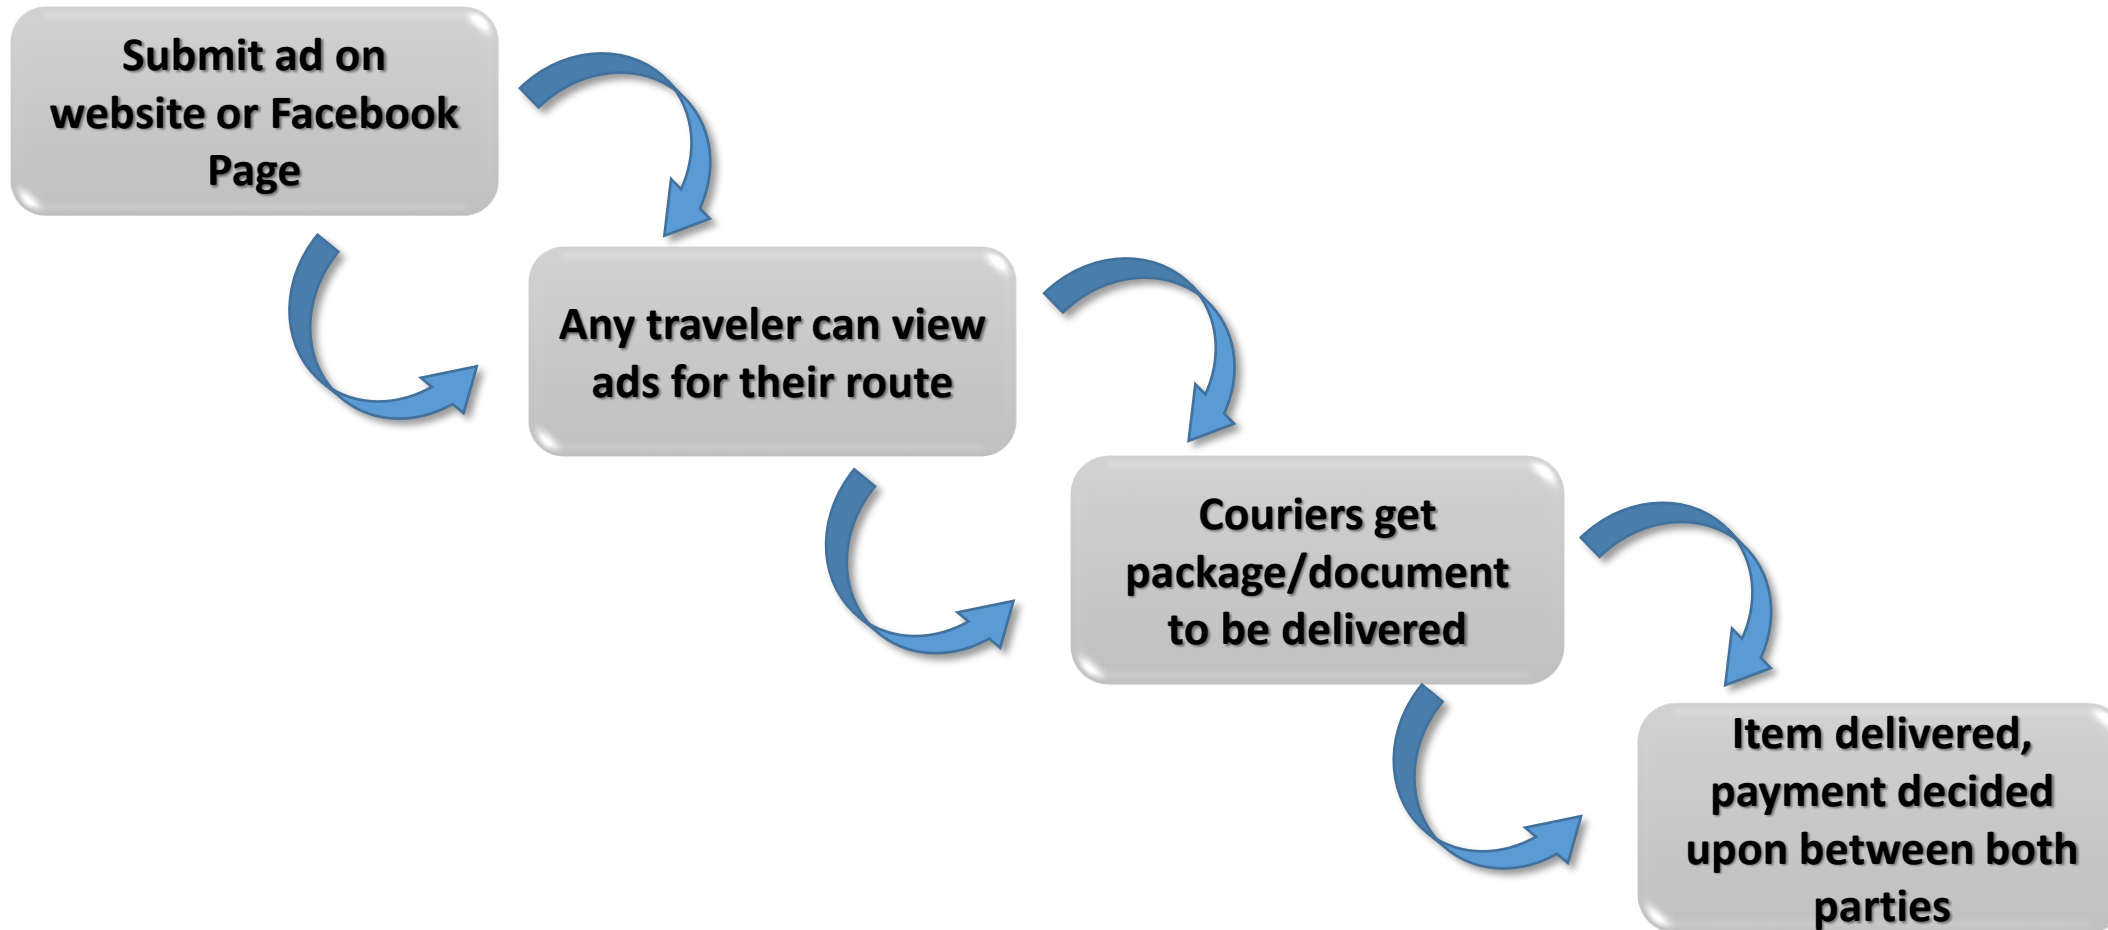 Submit ad on
website or Facebook
Page
Any traveler can view
ads for their route
Couriers get
package/document
to be delivered
Item delivered,
payment decided
upon between both
parties